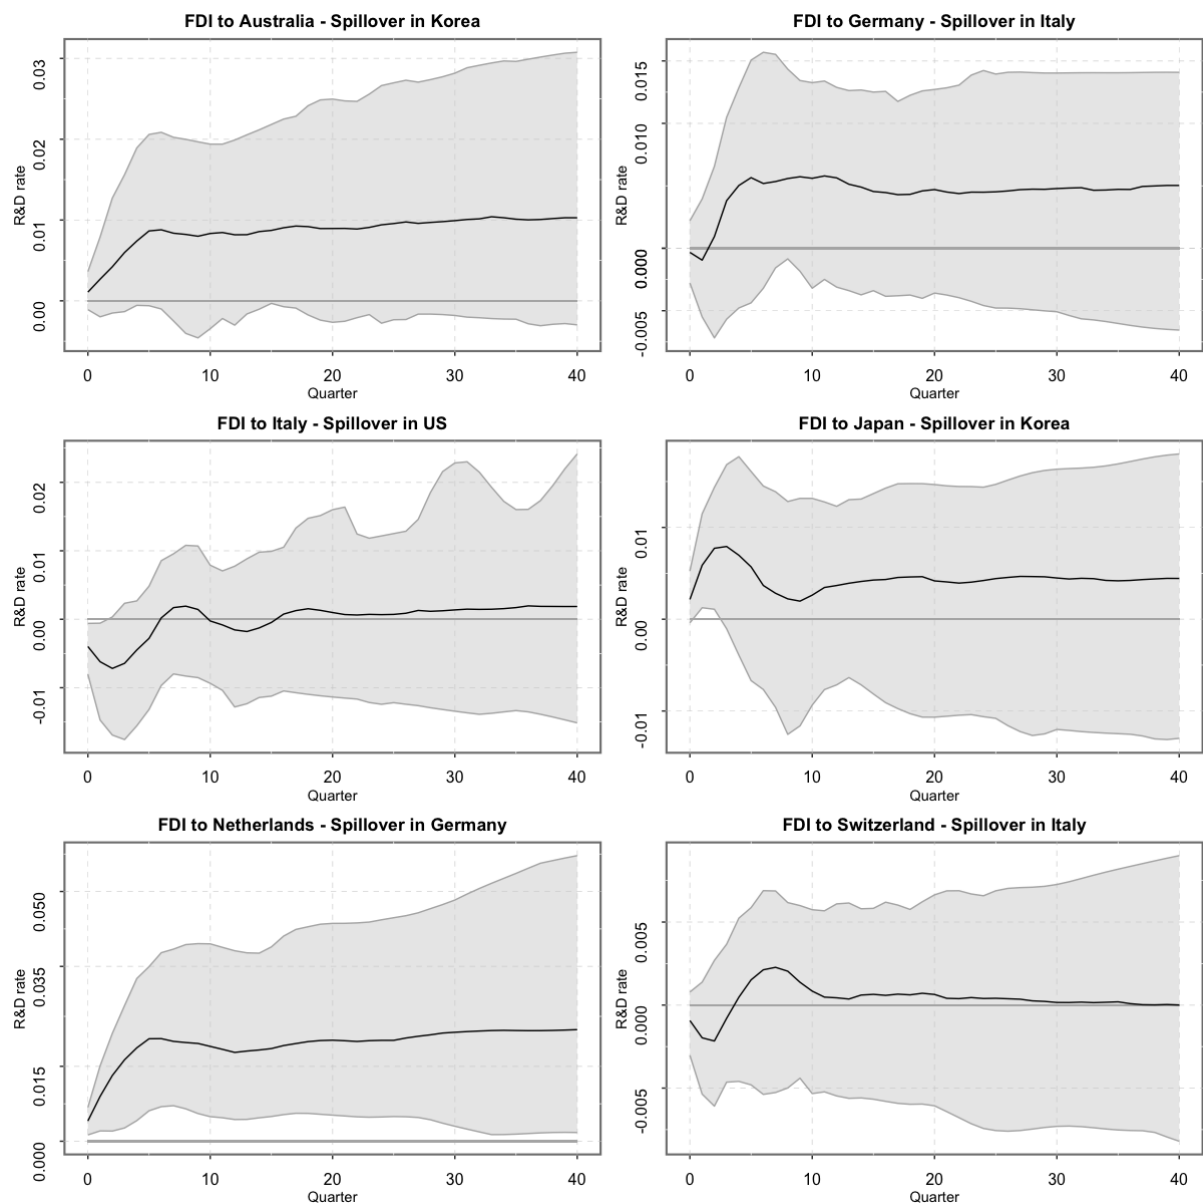 FDI to Australia - Spillover in Korea
R&D rate
0.03
0.02
0.01
0.00
0 10 20 30 40
Quarter
FDI to Germany - Spillover in Italy
R&D rate
0.015
0.010
0.000
-0.005
0 10 20 30 40
Quarter
FDI to Italy - Spillover in US
R&D rate
0.02
0.01
0.00
-0.01
0 10 20 30 40
Quarter
FDI to Japan - Spillover in Korea
R&D rate
0.01
0.00
-0.01
0 10 20 30 40
Quarter
FDI to Netherlands - Spillover in Germany
R&D rate
0.050
0.035
0.015
0.000
0 10 20 30 40
Quarter
FDI to Switzerland - Spillover in Italy
R&D rate
0.005
0.000
-0.005
0 10 20 30 40
Quarter